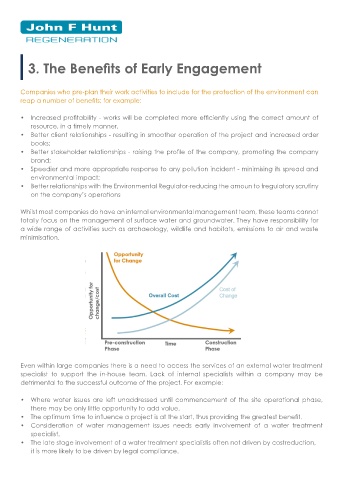 John F Hunt
REGENERATION
3. The Benefits of Early Engagement
Companies who pre-plan their work activities to include for the protection of the environment can
reap a number of benefits; for example:
• Increased profitability - works will be completed more efficiently using the correct amount of
resource, in a timely manner.
• Better client relationships - resulting in smoother operation of the project and increased order
books;
• Better stakeholder relationships - raising the profile of the company, promoting the company
brand;
• Speedier and more appropriate response to any pollution incident - minimising its spread and
environmental impact;
• Better relationships with the Environmental Regulator-reducing the amoun to fregulatory scrutiny
on the company's operations
Whilst most companies do have an internal environmental management team, these teams cannot
totally focus on the management of surface water and groundwater. They have responsibility for
a wide range of activities such as archaeology, wildlife and habitats, emissions to air and waste
minimisation.
Opportunity
for Change
Opportunity for
change/cost
Overall Cost
Cost of
Change
Pre-construction
Phase
Time
Construction
Phase
Even within large companies there is a need to access the services of an external water treatment
specialist to support the in-house team. Lack of internal specialists within a company may be
detrimental to the successful outcome of the project. For example:
• Where water issues are left unaddressed until commencement of the site operational phase,
there may be only little opportunity to add value.
• The optimum time to influence a project is at the start, thus providing the greatest benefit.
• Consideration of water management issues needs early involvement of a water treatment
specialist.
• The late stage involvement of a water treatment specialistis often not driven by costreduction,
it is more likely to be driven by legal compliance.